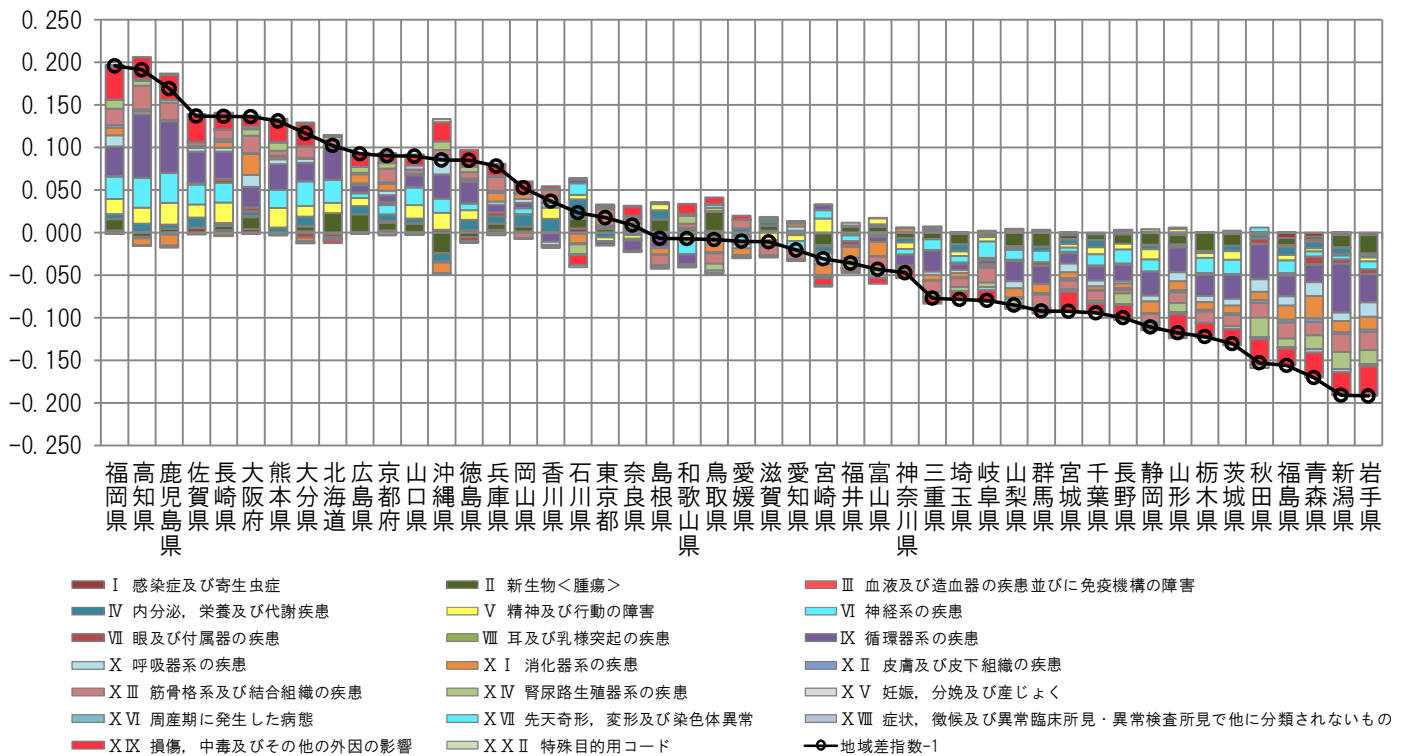 0.250
0.200
0.150
0.100
0.050
0.000
-0.050
-0.100
-0.150
-0.200
-0.250
福岡県 高知県 鹿児島県 佐賀県 長崎県 大阪府 熊本県 大分県 北海道 広島県 京都府 山口県 沖縄県 徳島県 兵庫県 岡山県 香川県 石川県 東京都 奈良県 島根県 和歌山県 鳥取県 愛媛県 滋賀県 愛知県 宮崎県 福井県 富山県 神奈川県 三重県 埼玉県 岐阜県 山梨県 群馬県 宮城県 千葉県 長野県 静岡県 山形県 栃木県 茨城県 秋田県 福島県 青森県 新潟県 岩手県
Ⅰ 感染症及び寄生虫症 Ⅱ 新生物<腫瘍> Ⅲ 血液及び造血器の疾患並びに免疫機構の障害
Ⅳ 内分泌，栄養及び代謝疾患 Ⅴ 精神及び行動の障害 Ⅵ 神経系の疾患
Ⅶ 眼及び付属器の疾患 Ⅷ 耳及び乳様突起の疾患 Ⅸ 循環器系の疾患
Ⅹ 呼吸器系の疾患 ⅩⅠ 消化器系の疾患 ⅩⅡ 皮膚及び皮下組織の疾患
ⅩⅢ 筋骨格系及び結合組織の疾患 ⅩⅣ 腎尿路生殖器系の疾患 ⅩⅤ 妊娠，分娩及び産じょく
ⅩⅥ 周産期に発生した病態 ⅩⅦ 先天奇形，変形及び染色体異常 ⅩⅧ 症状，徴候及び異常臨床所見・異常検査所見で他に分類されないもの
ⅩⅨ 損傷，中毒及びその他の外因の影響 ⅩⅩⅡ 特殊目的用コード 地域差指数-1